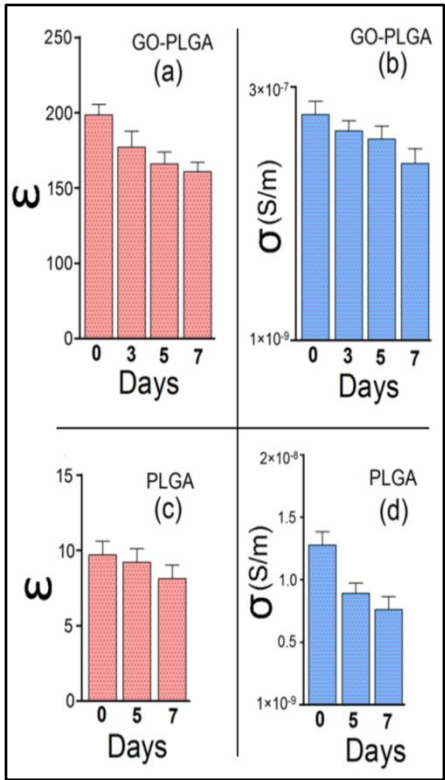 GO-PLGA
(a)
250
200
150
100
0
ε
0 3 5 7
Days
GO-PLGA
(b)
3×10⁻⁷
1×10⁻⁹
σ(S/m)
0 3 5 7
Days
PLGA
(c)
15
10
5
0
ε
0 5 7
Days
PLGA
(d)
2×10⁻⁸
1.5
1.0
0.5
1×10⁻⁹
σ(S/m)
0 5 7
Days